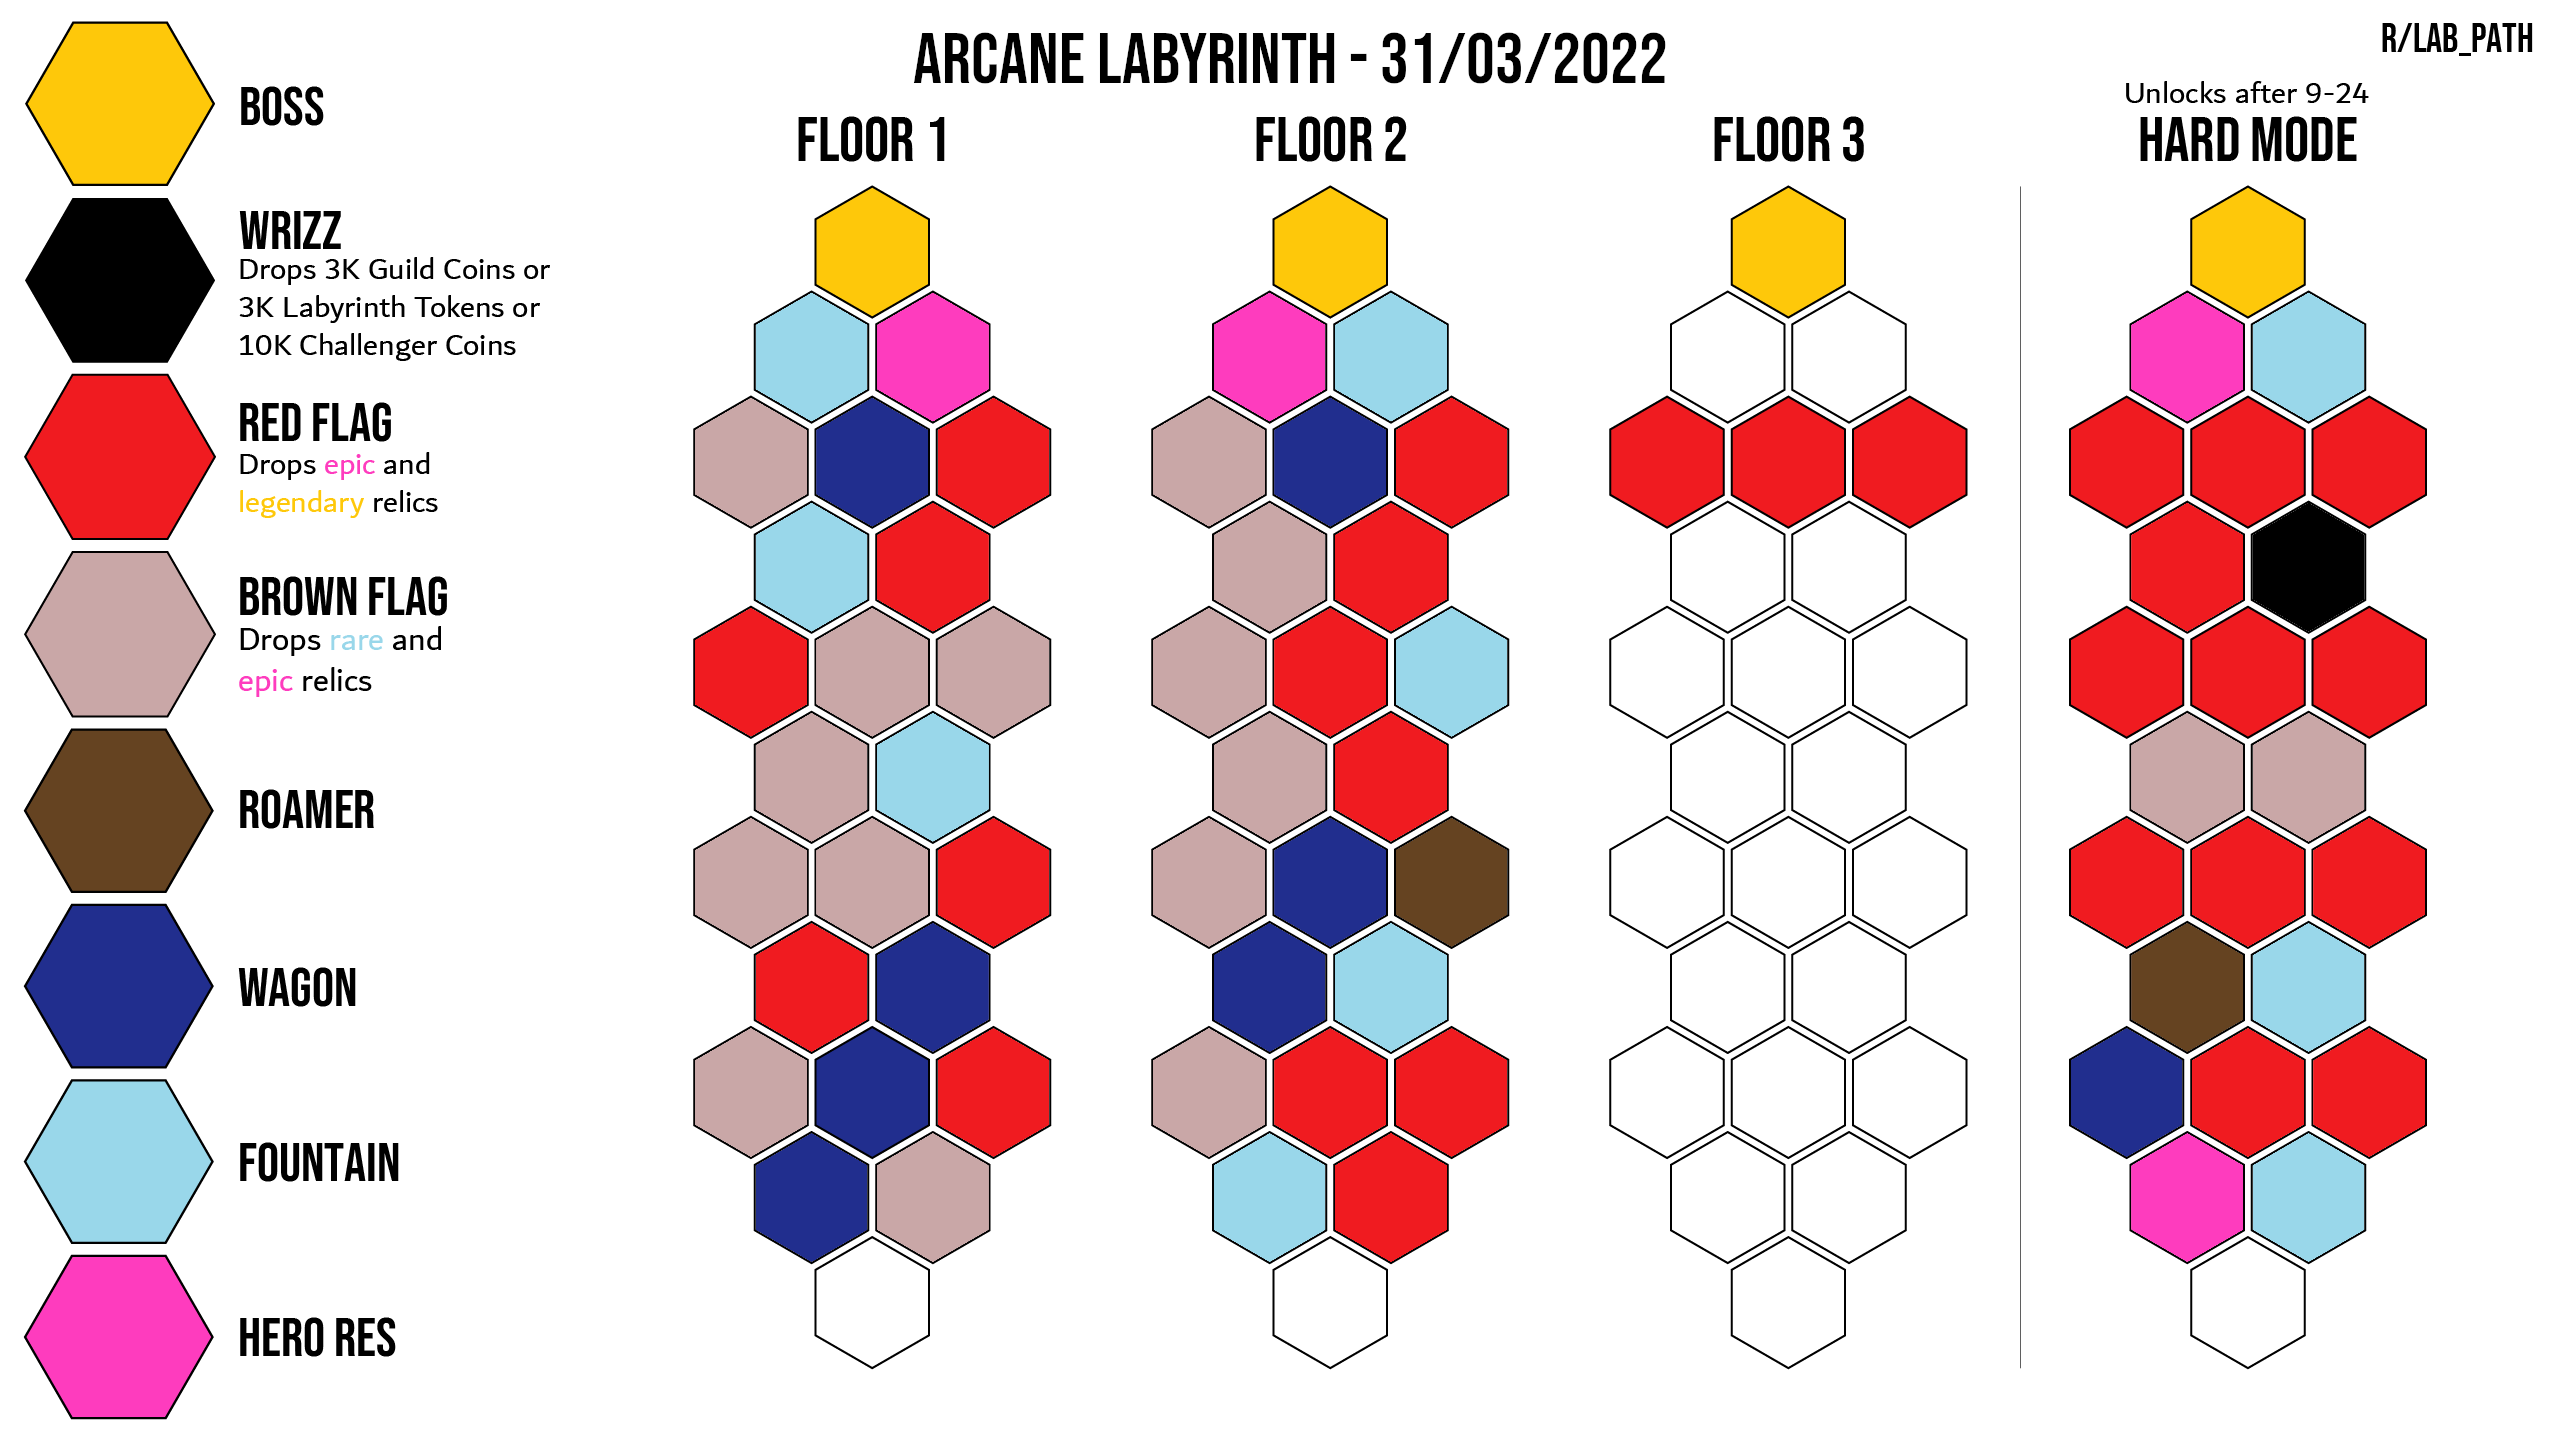 ARCANE LABYRINTH - 31/03/2022
R/LAB_PATH
BOSS
WRIZZ
Drops 3K Guild Coins or
3K Labyrinth Tokens or
10K Challenger Coins
RED FLAG
Drops epic and
legendary relics
BROWN FLAG
Drops rare and
epic relics
ROAMER
WAGON
FOUNTAIN
HERO RES
FLOOR 1
FLOOR 2
FLOOR 3
Unlocks after 9-24
HARD MODE